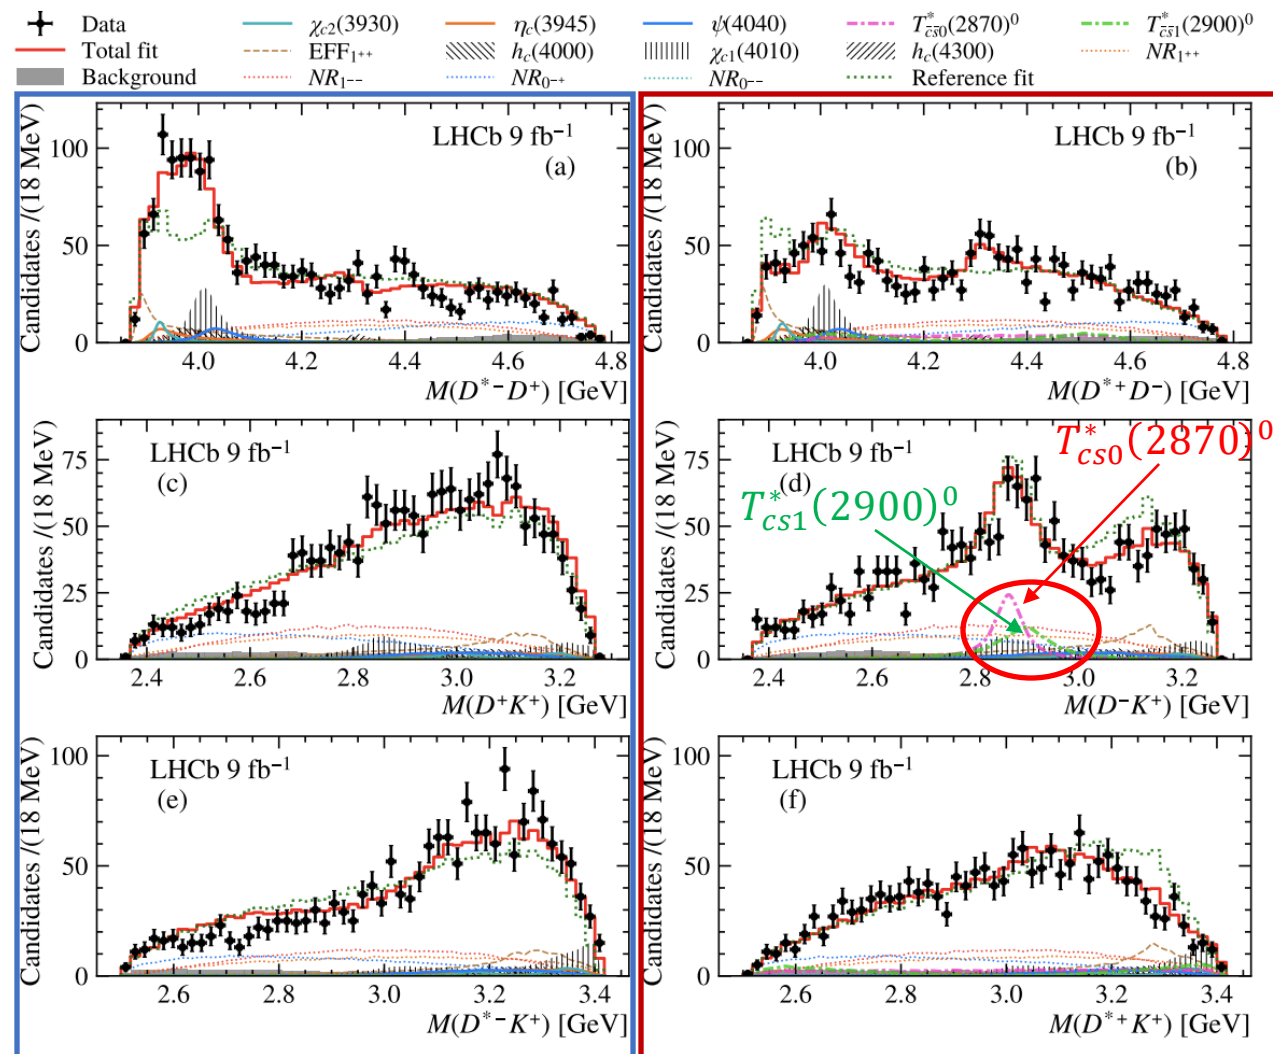 Data χc2(3930) ηc(3945) ψ(4040) T*c̄s̄0(2870)⁰ T*c̄s̄1(2900)⁰
Total fit EFF1++ hc(4000) χc1(4010) hc(4300) NR1++
Background NR1−− NR0−+ NR0−− Reference fit
Candidates /(18 MeV)
100
50
0
LHCb 9 fb⁻¹
(a)
4.0 4.2 4.4 4.6 4.8
M(D*−D+) [GeV]
Candidates /(18 MeV)
100
50
0
LHCb 9 fb⁻¹
(b)
4.0 4.2 4.4 4.6 4.8
M(D*+D−) [GeV]
Candidates /(18 MeV)
75
50
25
0
LHCb 9 fb⁻¹
(c)
2.4 2.6 2.8 3.0 3.2
M(D+K+) [GeV]
Candidates /(18 MeV)
75
50
25
0
LHCb 9 fb⁻¹
(d)
T*cs0(2870)⁰
T*cs1(2900)⁰
2.4 2.6 2.8 3.0 3.2
M(D−K+) [GeV]
Candidates /(18 MeV)
100
50
0
LHCb 9 fb⁻¹
(e)
2.6 2.8 3.0 3.2 3.4
M(D*−K+) [GeV]
Candidates /(18 MeV)
100
50
0
LHCb 9 fb⁻¹
(f)
2.6 2.8 3.0 3.2 3.4
M(D*+K+) [GeV]